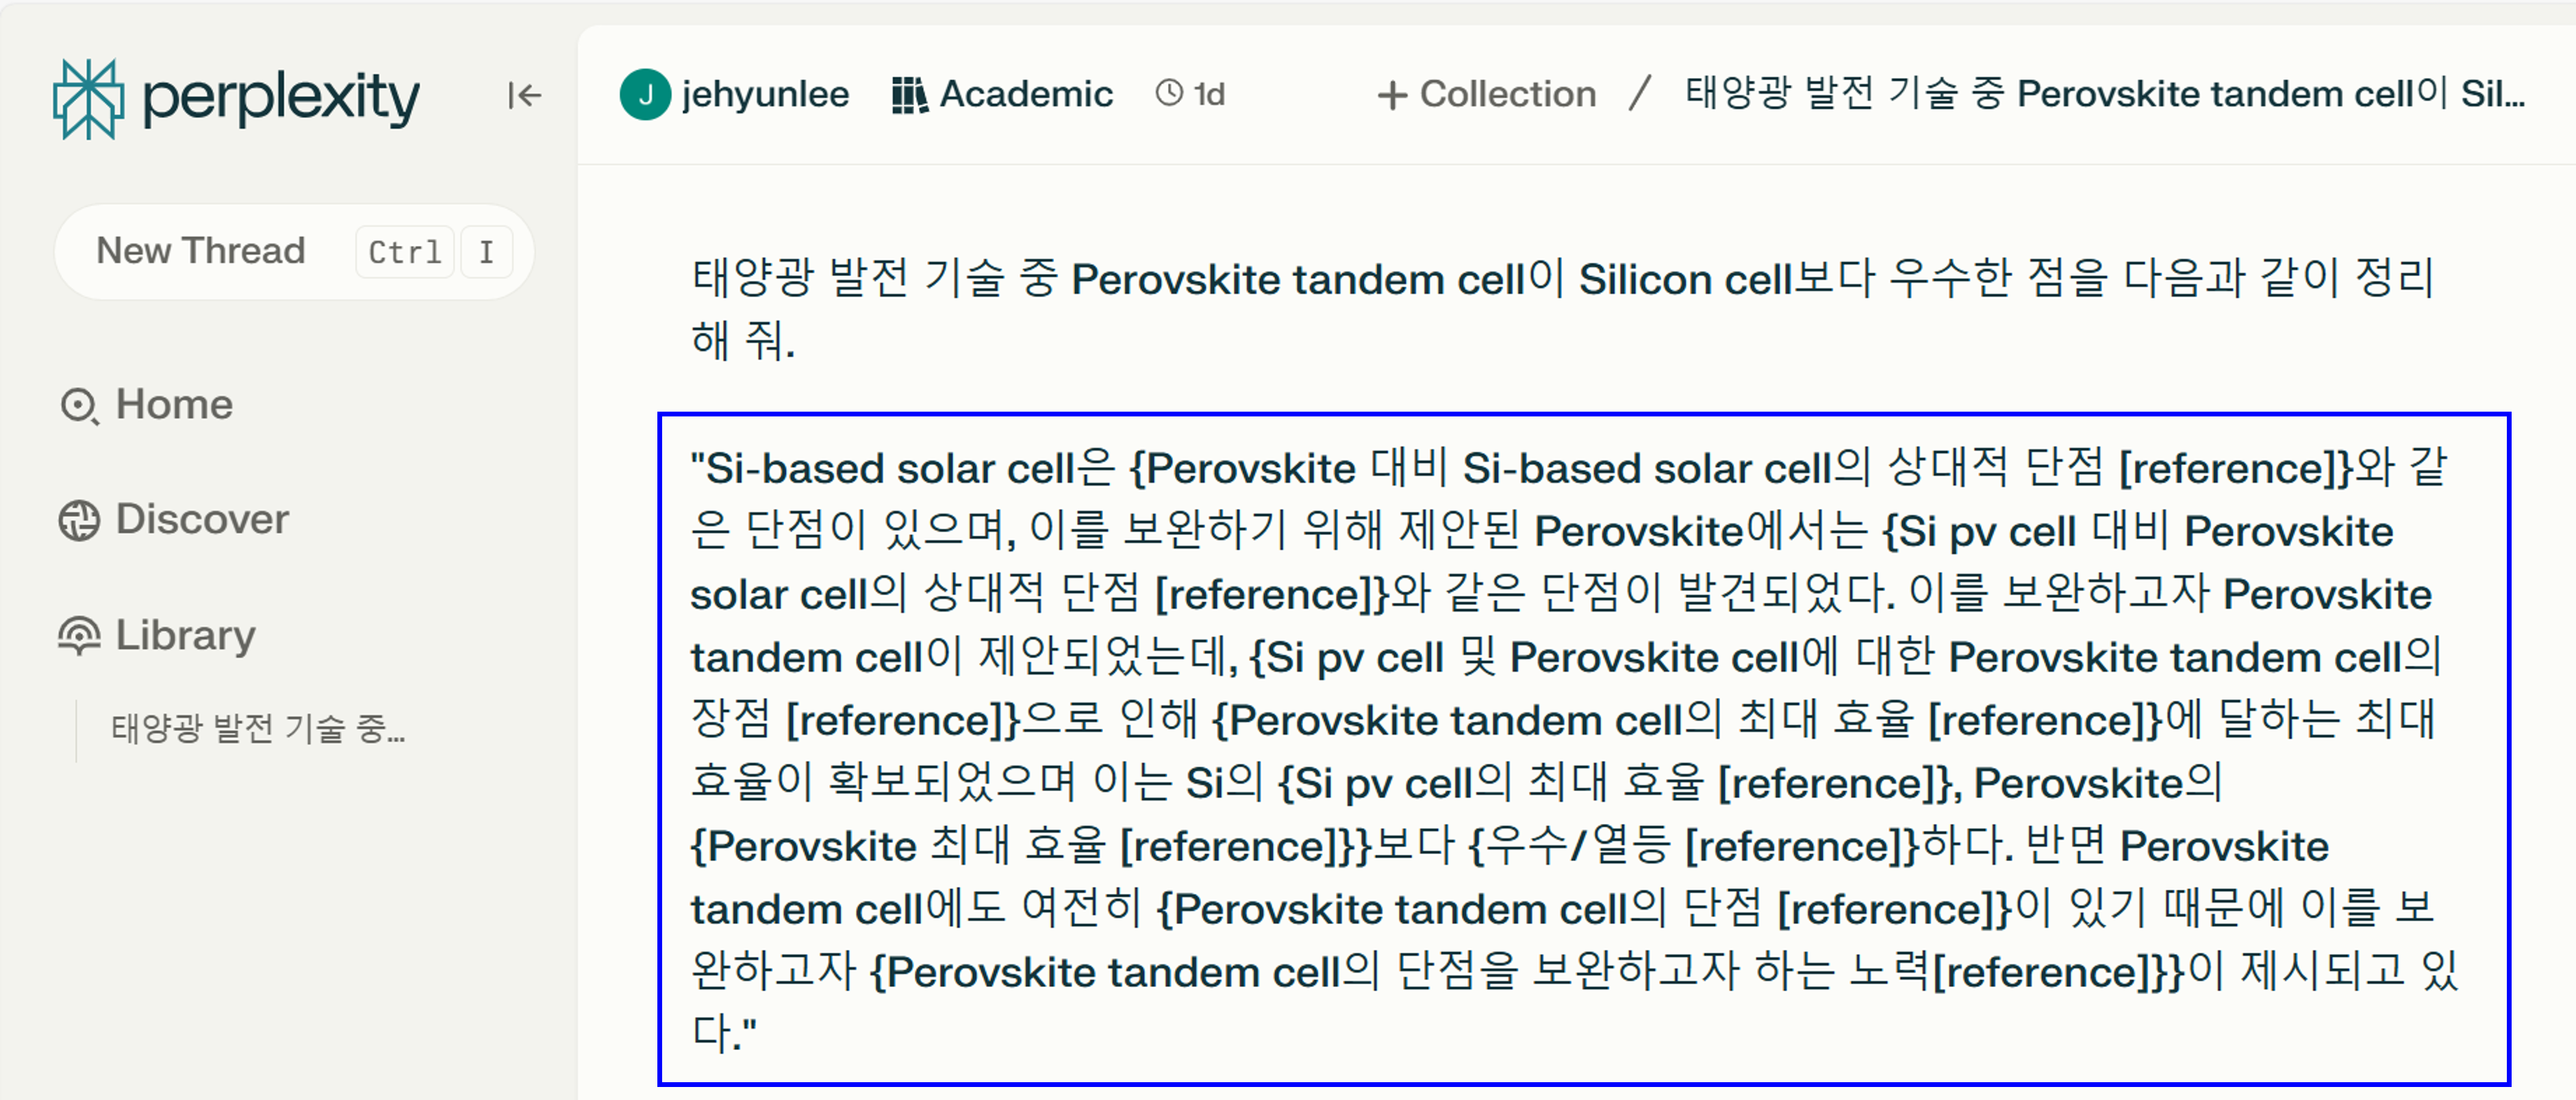 perplexity
New Thread Ctrl I
Home
Discover
Library
태양광 발전 기술 중...
J jehyunlee Academic 1d + Collection / 태양광 발전 기술 중 Perovskite tandem cell이 Sil...
태양광 발전 기술 중 Perovskite tandem cell이 Silicon cell보다 우수한 점을 다음과 같이 정리
해 줘.
"Si-based solar cell은 {Perovskite 대비 Si-based solar cell의 상대적 단점 [reference]}와 같
은 단점이 있으며, 이를 보완하기 위해 제안된 Perovskite에서는 {Si pv cell 대비 Perovskite
solar cell의 상대적 단점 [reference]}와 같은 단점이 발견되었다. 이를 보완하고자 Perovskite
tandem cell이 제안되었는데, {Si pv cell 및 Perovskite cell에 대한 Perovskite tandem cell의
장점 [reference]}으로 인해 {Perovskite tandem cell의 최대 효율 [reference]}에 달하는 최대
효율이 확보되었으며 이는 Si의 {Si pv cell의 최대 효율 [reference]}, Perovskite의
{Perovskite 최대 효율 [reference]}}보다 {우수/열등 [reference]}하다. 반면 Perovskite
tandem cell에도 여전히 {Perovskite tandem cell의 단점 [reference]}이 있기 때문에 이를 보
완하고자 {Perovskite tandem cell의 단점을 보완하고자 하는 노력[reference]}}이 제시되고 있
다."